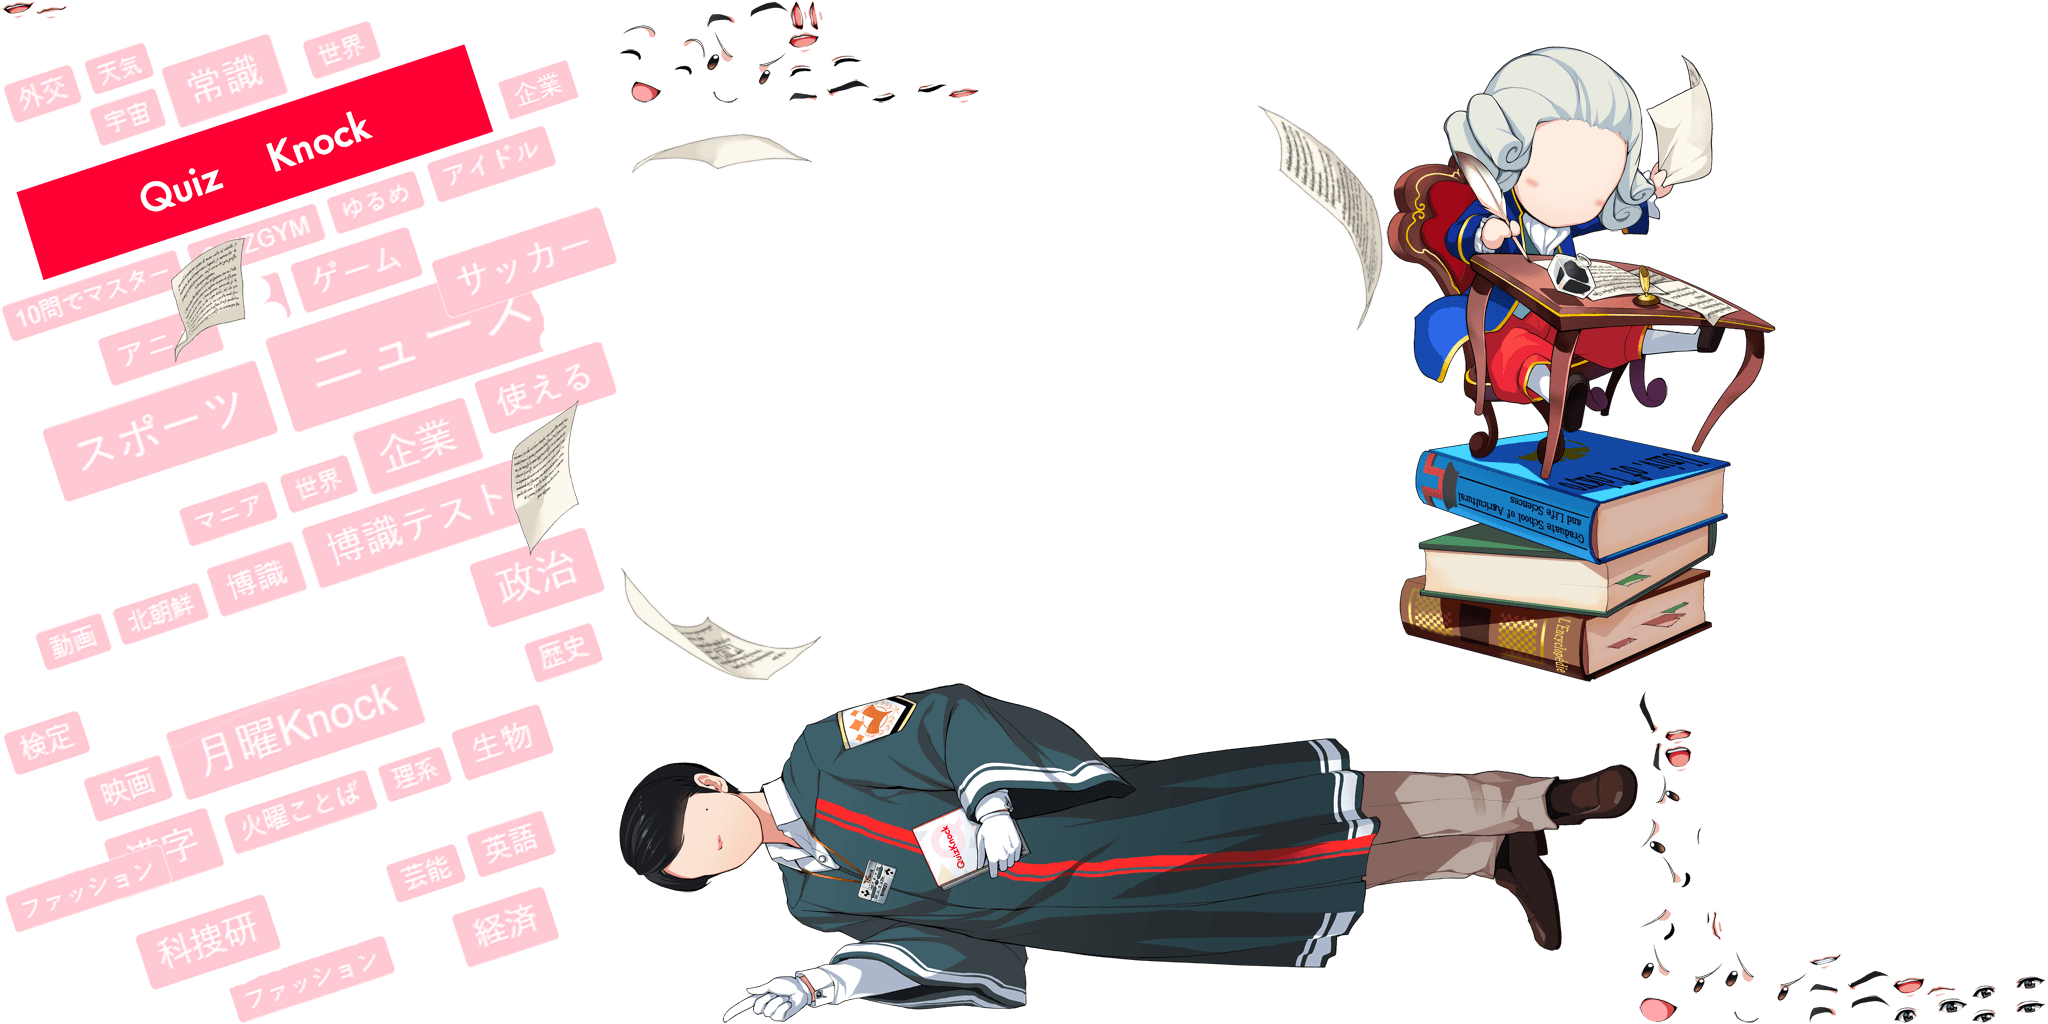 世界
天気
外交
常識
宇宙
企業
Quiz Knock
アイドル
ゆるめ
ZGYM
10問でマスター
ゲーム
サッカー
アニ
ニュース
スポーツ
使える
企業
世界
マニア
博識テスト
博識
政治
北朝鮮
動画
歴史
月曜Knock
検定
映画
生物
理系
火曜ことば
字
英語
芸能
ファッション
経済
科捜研
ファッション
QuizKnock
Graduate School of Agricultural
and Life Sciences
L'Encyclopédie